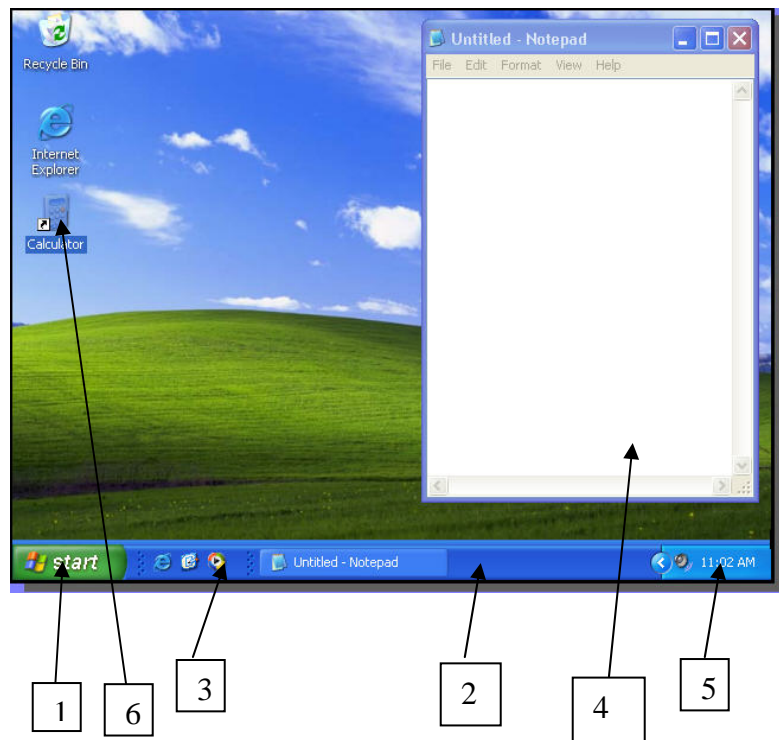 Recycle Bin
Internet
Explorer
Calculator
Untitled - Notepad
File Edit Format View Help
start
Untitled - Notepad
11:02 AM
1
6
3
2
4
5